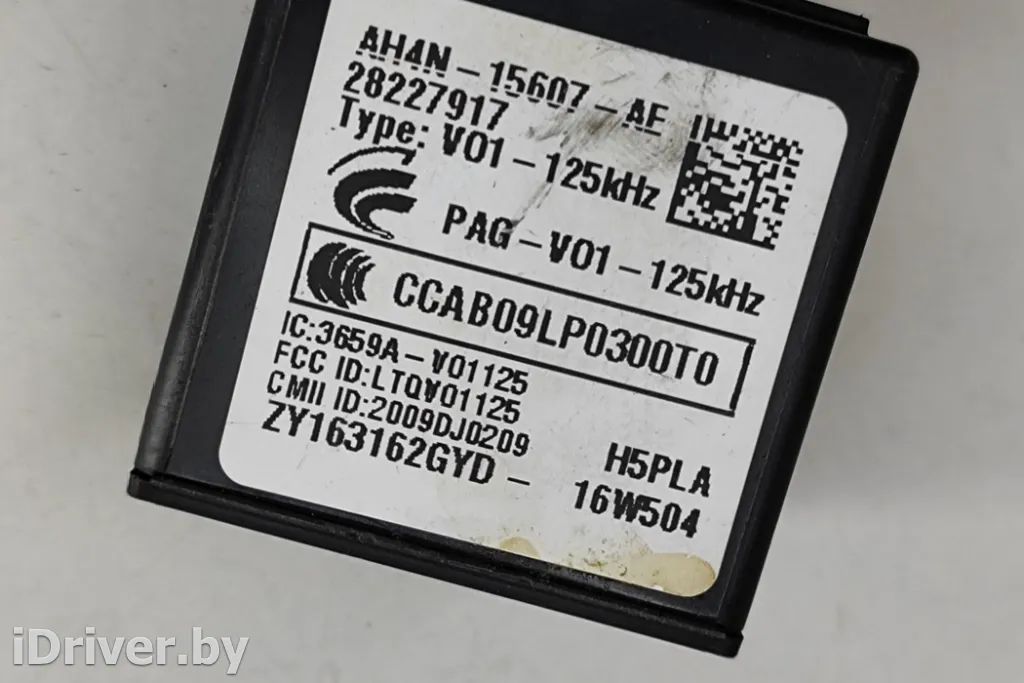 AH4N-15607-AE
28227917
Type: V01-125kHz
PAG-V01-125kHz
CCAB09LP0300T0
IC:3659A-V01125
FCC ID:LTQV01125
CMII ID:2009DJ0209
ZY163162GYD-
H5PLA
16W504
iDriver.by